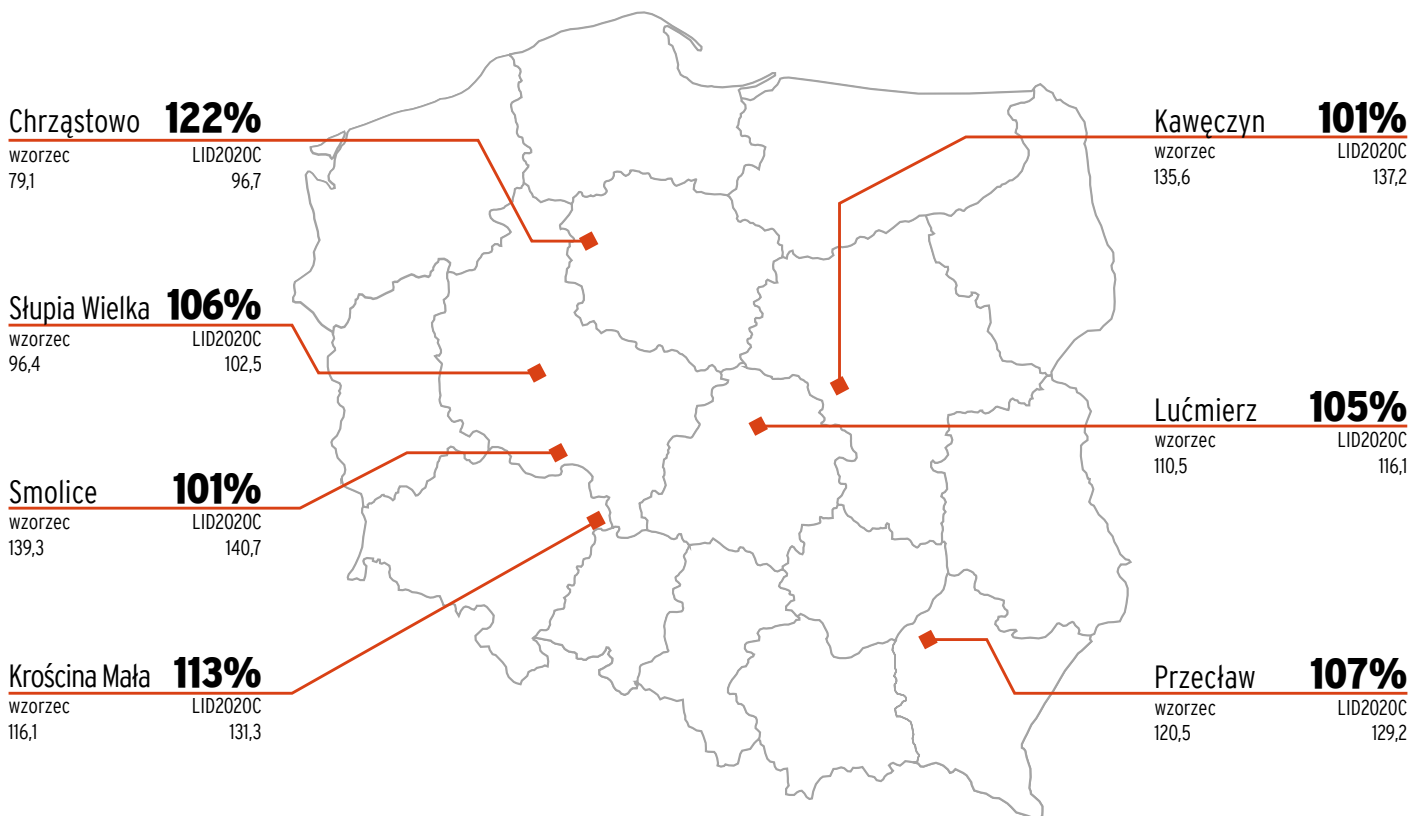 Chrząstowo 122%
wzorzec LID2020C
79,1 96,7
Słupia Wielka 106%
wzorzec LID2020C
96,4 102,5
Smolice 101%
wzorzec LID2020C
139,3 140,7
Krościna Mała 113%
wzorzec LID2020C
116,1 131,3
Kawęczyn 101%
wzorzec LID2020C
135,6 137,2
Lućmierz 105%
wzorzec LID2020C
110,5 116,1
Przecław 107%
wzorzec LID2020C
120,5 129,2